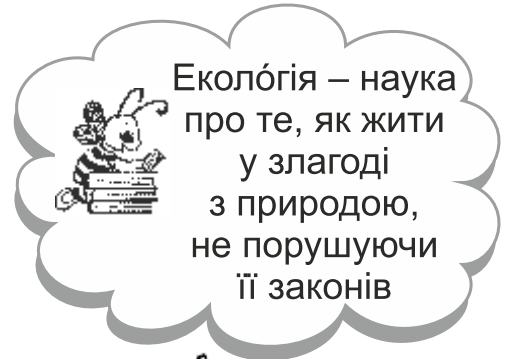 Еколóгія – наука
про те, як жити
у злагоді
з природою,
не порушуючи
її законів